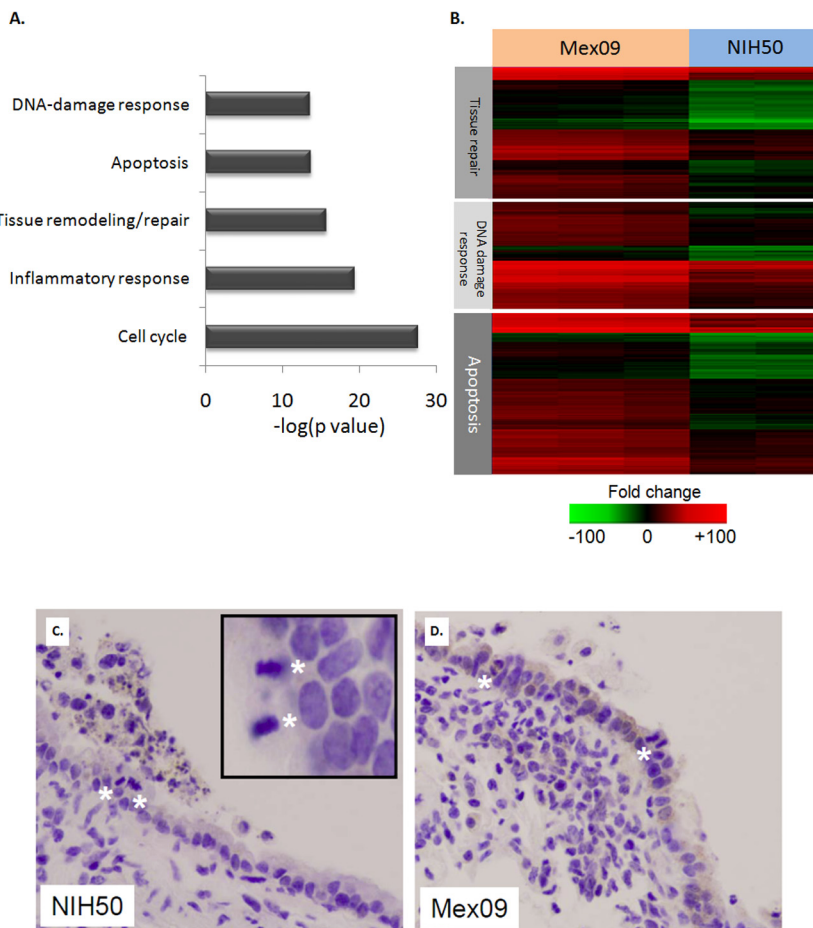 A.
DNA-damage response
Apoptosis
Tissue remodeling/repair
Inflammatory response
Cell cycle
0 10 20 30
-log(p value)
B.
Mex09 NIH50
Tissue repair
DNA damage
response
Apoptosis
Fold change
-100 0 +100
C.
*
*
*
*
NIH50
D.
*
*
Mex09